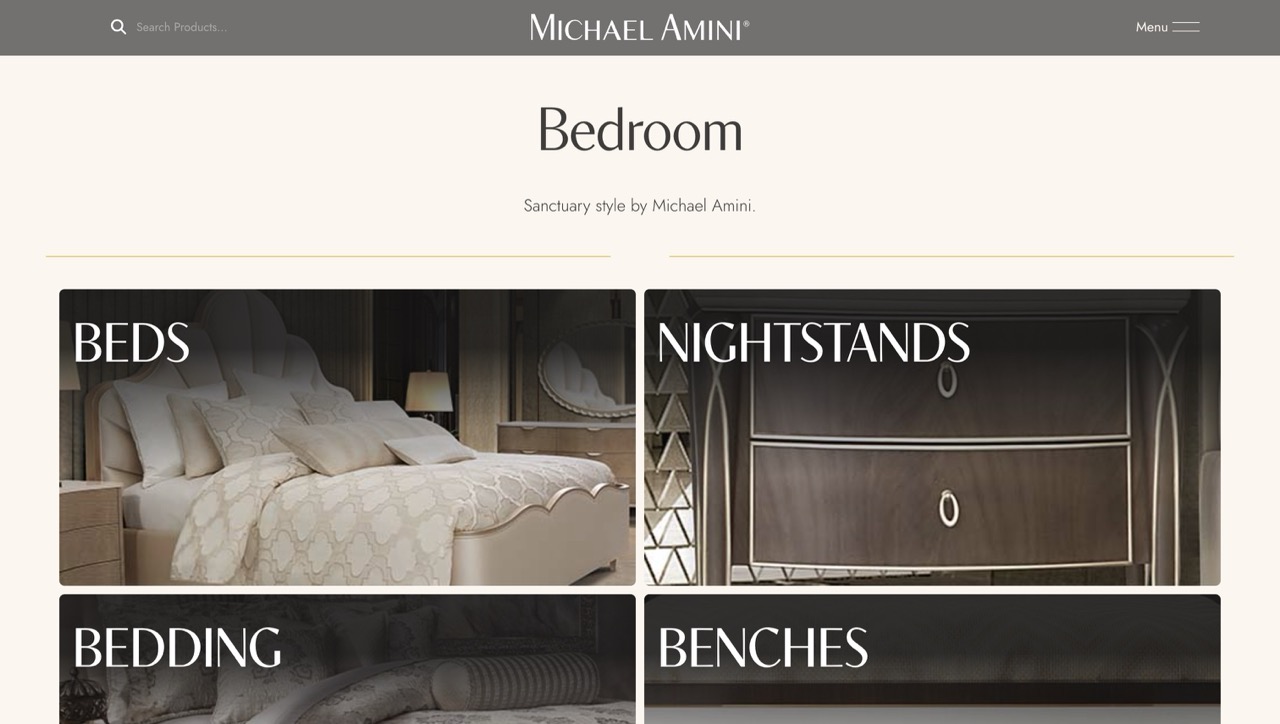 Search Products...
MICHAEL AMINI®
Menu
Bedroom
Sanctuary style by Michael Amini.
BEDS
NIGHTSTANDS
BEDDING
BENCHES